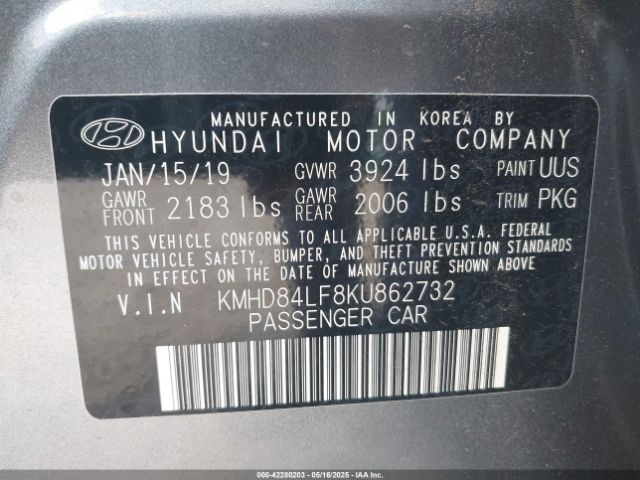 MANUFACTURED IN KOREA BY
HYUNDAI MOTOR COMPANY
JAN/15/19 GVWR 3924 lbs PAINT UUS
GAWR FRONT 2183 lbs GAWR REAR 2006 lbs TRIM PKG
THIS VEHICLE CONFORMS TO ALL APPLICABLE U.S.A. FEDERAL
MOTOR VEHICLE SAFETY, BUMPER, AND THEFT PREVENTION STANDARDS
IN EFFECT ON THE DATE OF MANUFACTURE SHOWN ABOVE
V.I.N KMHD84LF8KU862732
PASSENGER CAR
000-42280203 - 05/16/2025 - IAAI.COM